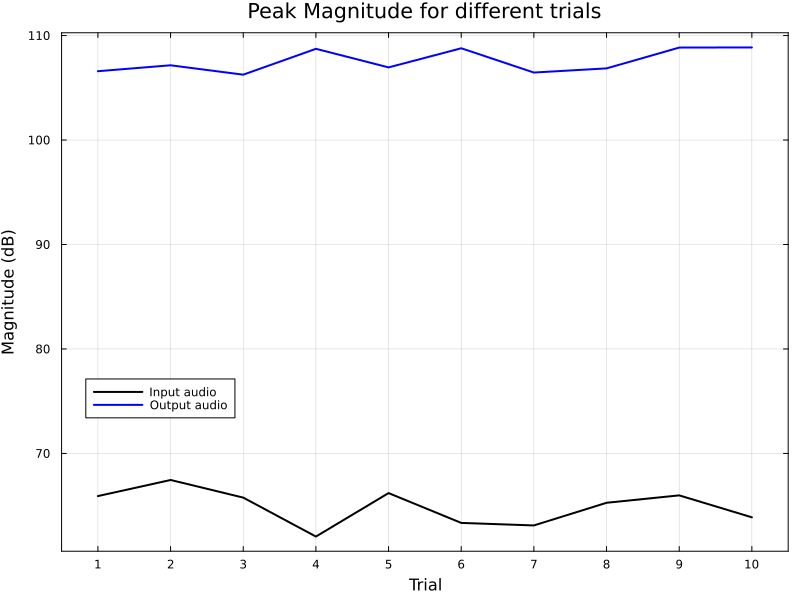 Peak Magnitude for different trials
110
100
90
80
70
Magnitude (dB)
Input audio
Output audio
1 2 3 4 5 6 7 8 9 10
Trial